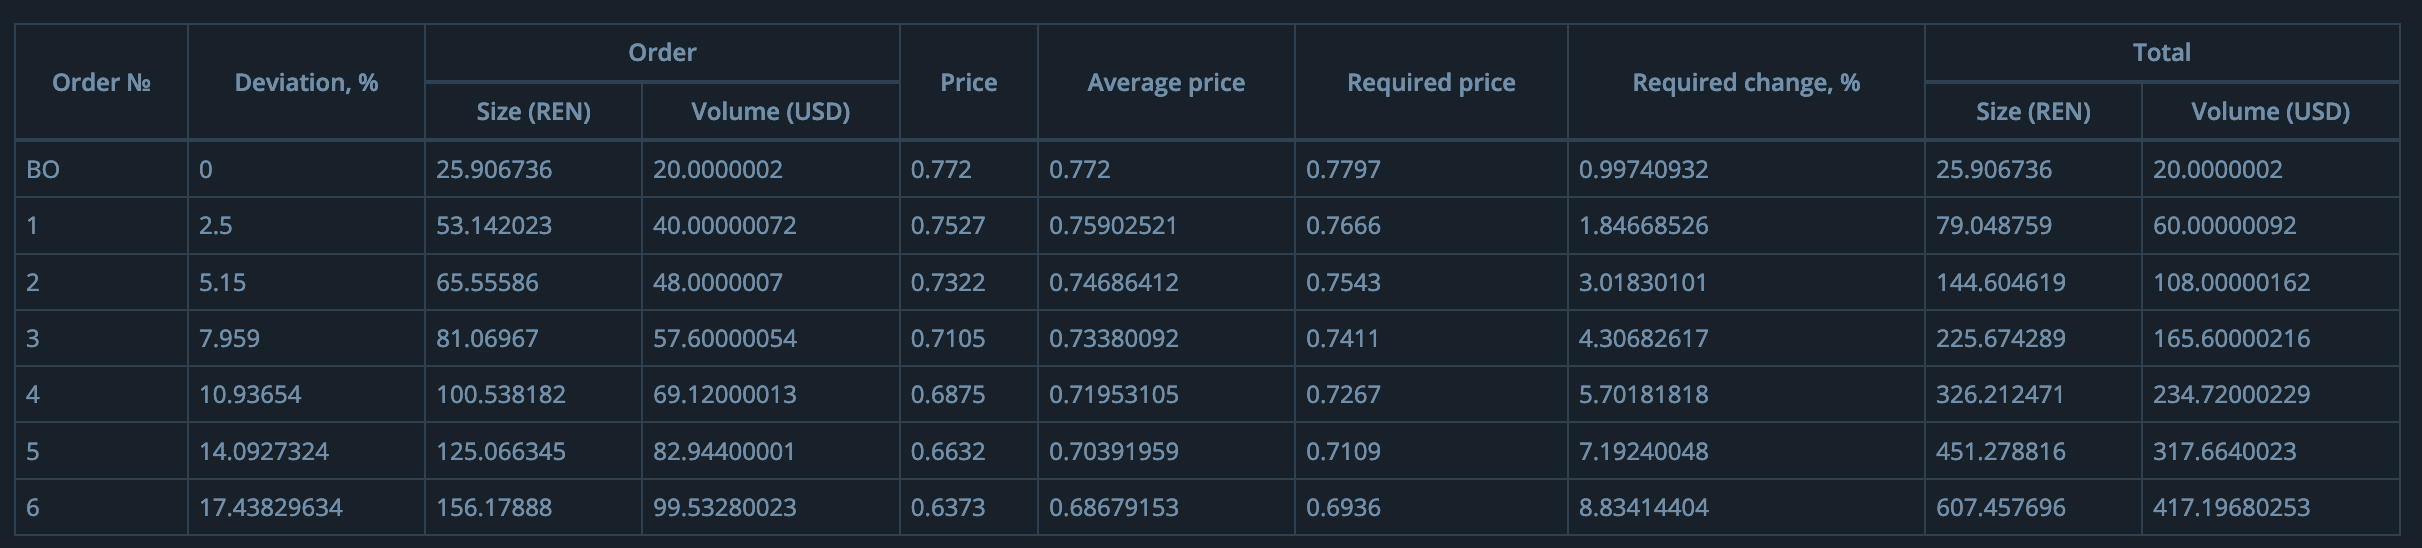 Order № Deviation, % Order Price Average price Required price Required change, % Total
Size (REN) Volume (USD) Size (REN) Volume (USD)
BO 0 25.906736 20.0000002 0.772 0.772 0.7797 0.99740932 25.906736 20.0000002
1 2.5 53.142023 40.00000072 0.7527 0.75902521 0.7666 1.84668526 79.048759 60.00000092
2 5.15 65.55586 48.0000007 0.7322 0.74686412 0.7543 3.01830101 144.604619 108.00000162
3 7.959 81.06967 57.60000054 0.7105 0.73380092 0.7411 4.30682617 225.674289 165.60000216
4 10.93654 100.538182 69.12000013 0.6875 0.71953105 0.7267 5.70181818 326.212471 234.72000229
5 14.0927324 125.066345 82.94400001 0.6632 0.70391959 0.7109 7.19240048 451.278816 317.6640023
6 17.43829634 156.17888 99.53280023 0.6373 0.68679153 0.6936 8.83414404 607.457696 417.19680253